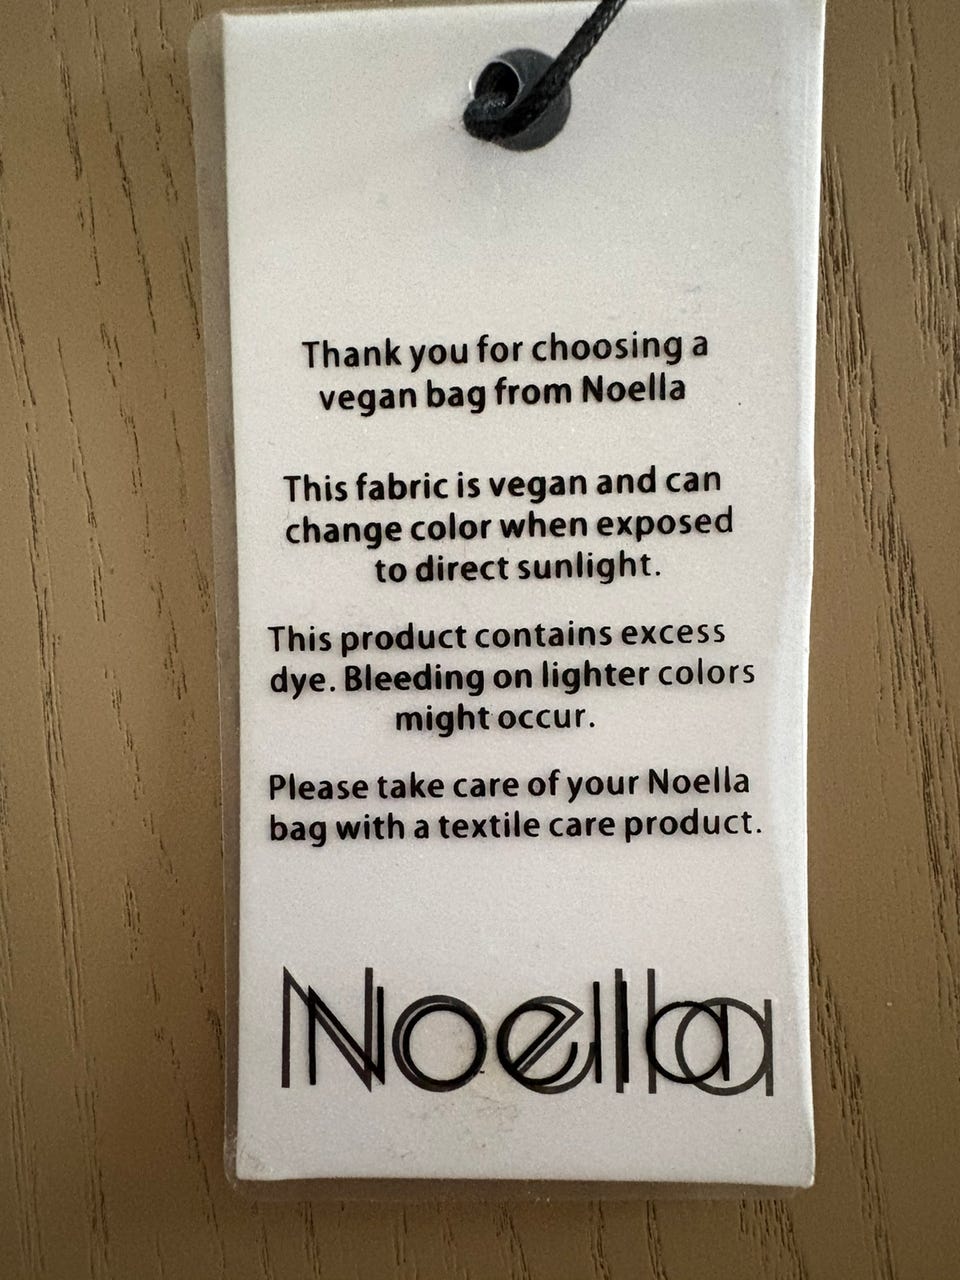 Thank you for choosing a
vegan bag from Noella
This fabric is vegan and can
change color when exposed
to direct sunlight.
This product contains excess
dye. Bleeding on lighter colors
might occur.
Please take care of your Noella
bag with a textile care product.
Noella